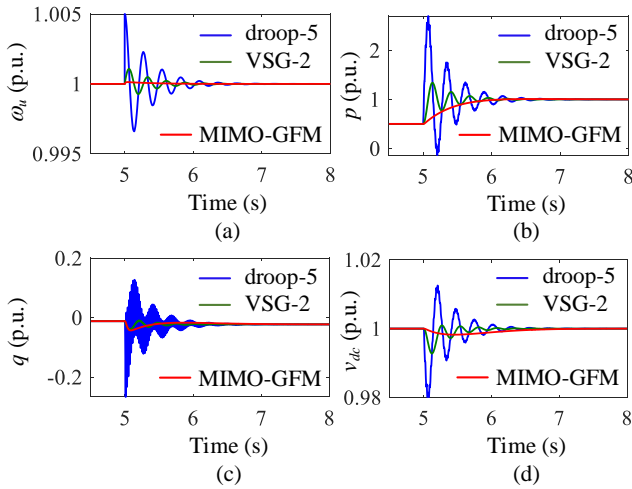 1.005
1
0.995
ωu (p.u.)
droop-5
VSG-2
MIMO-GFM
5 6 7 8
Time (s)
(a)
2
1
0
p (p.u.)
droop-5
VSG-2
MIMO-GFM
5 6 7 8
Time (s)
(b)
0.2
0
-0.2
q (p.u.)
droop-5
VSG-2
MIMO-GFM
5 6 7 8
Time (s)
(c)
1.02
1
0.98
vdc (p.u.)
droop-5
VSG-2
MIMO-GFM
5 6 7 8
Time (s)
(d)